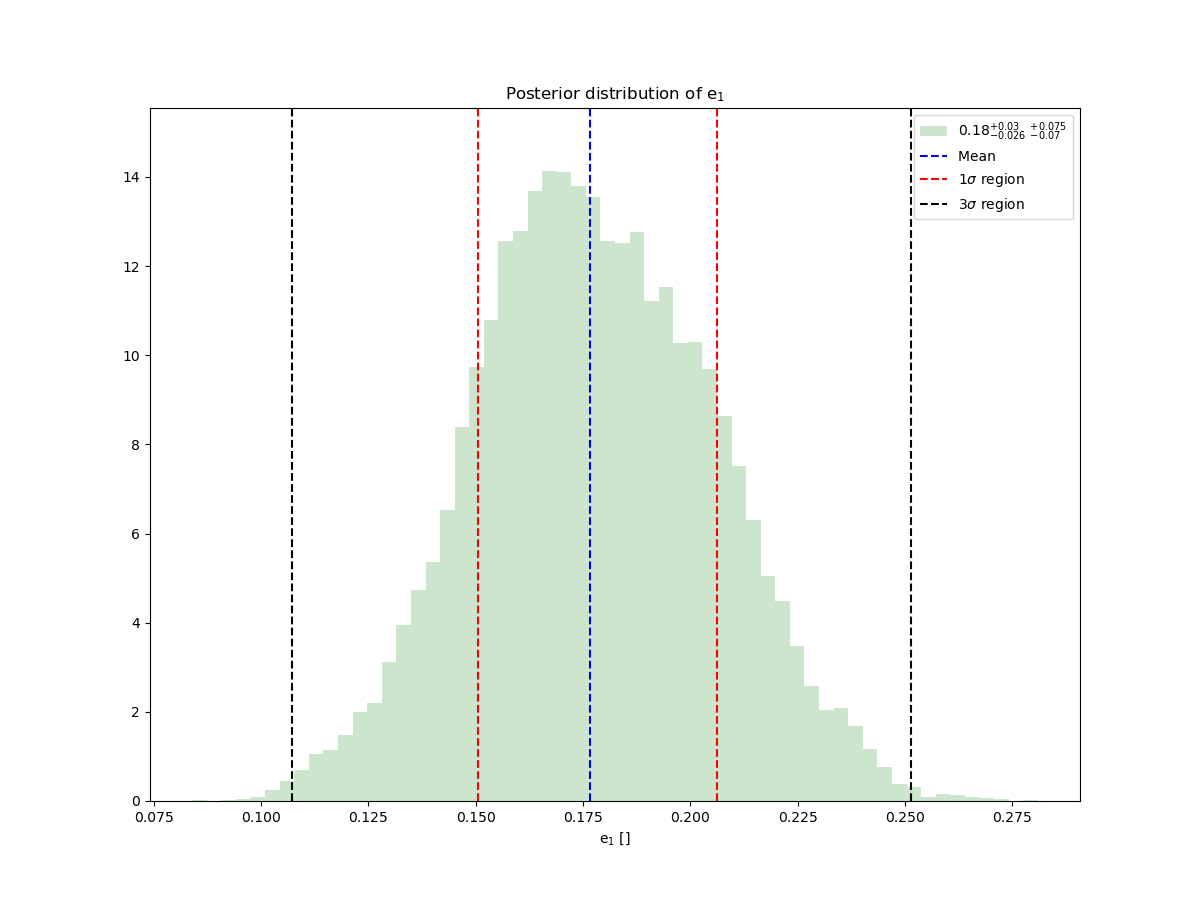 Posterior distribution of e₁
0.18 +0.03 −0.026 +0.075 −0.07
Mean
1σ region
3σ region
14
12
10
8
6
4
2
0
0.075 0.100 0.125 0.150 0.175 0.200 0.225 0.250 0.275
e₁ []